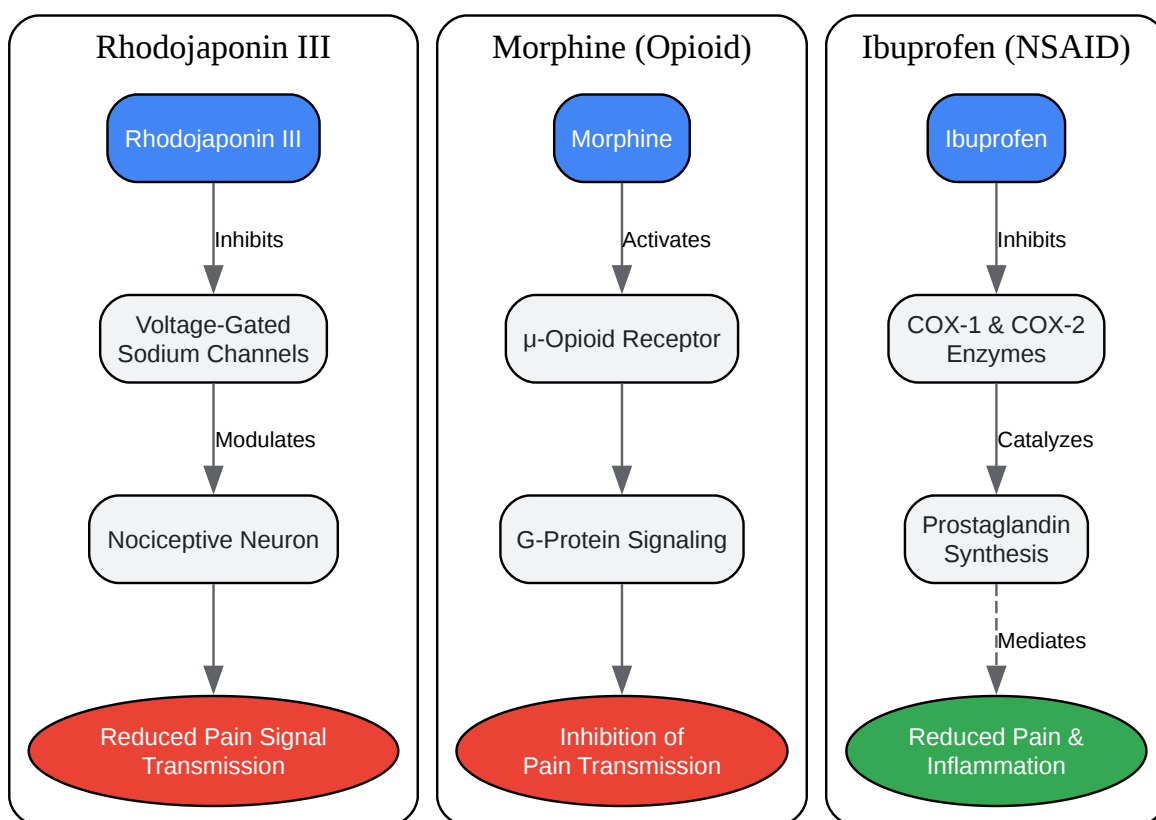 Rhodojaponin III
Rhodojaponin III
Inhibits
Voltage-Gated
Sodium Channels
Modulates
Nociceptive Neuron
Reduced Pain Signal
Transmission
Morphine (Opioid)
Morphine
Activates
μ-Opioid Receptor
G-Protein Signaling
Inhibition of
Pain Transmission
Ibuprofen (NSAID)
Ibuprofen
Inhibits
COX-1 & COX-2
Enzymes
Catalyzes
Prostaglandin
Synthesis
Mediates
Reduced Pain &
Inflammation